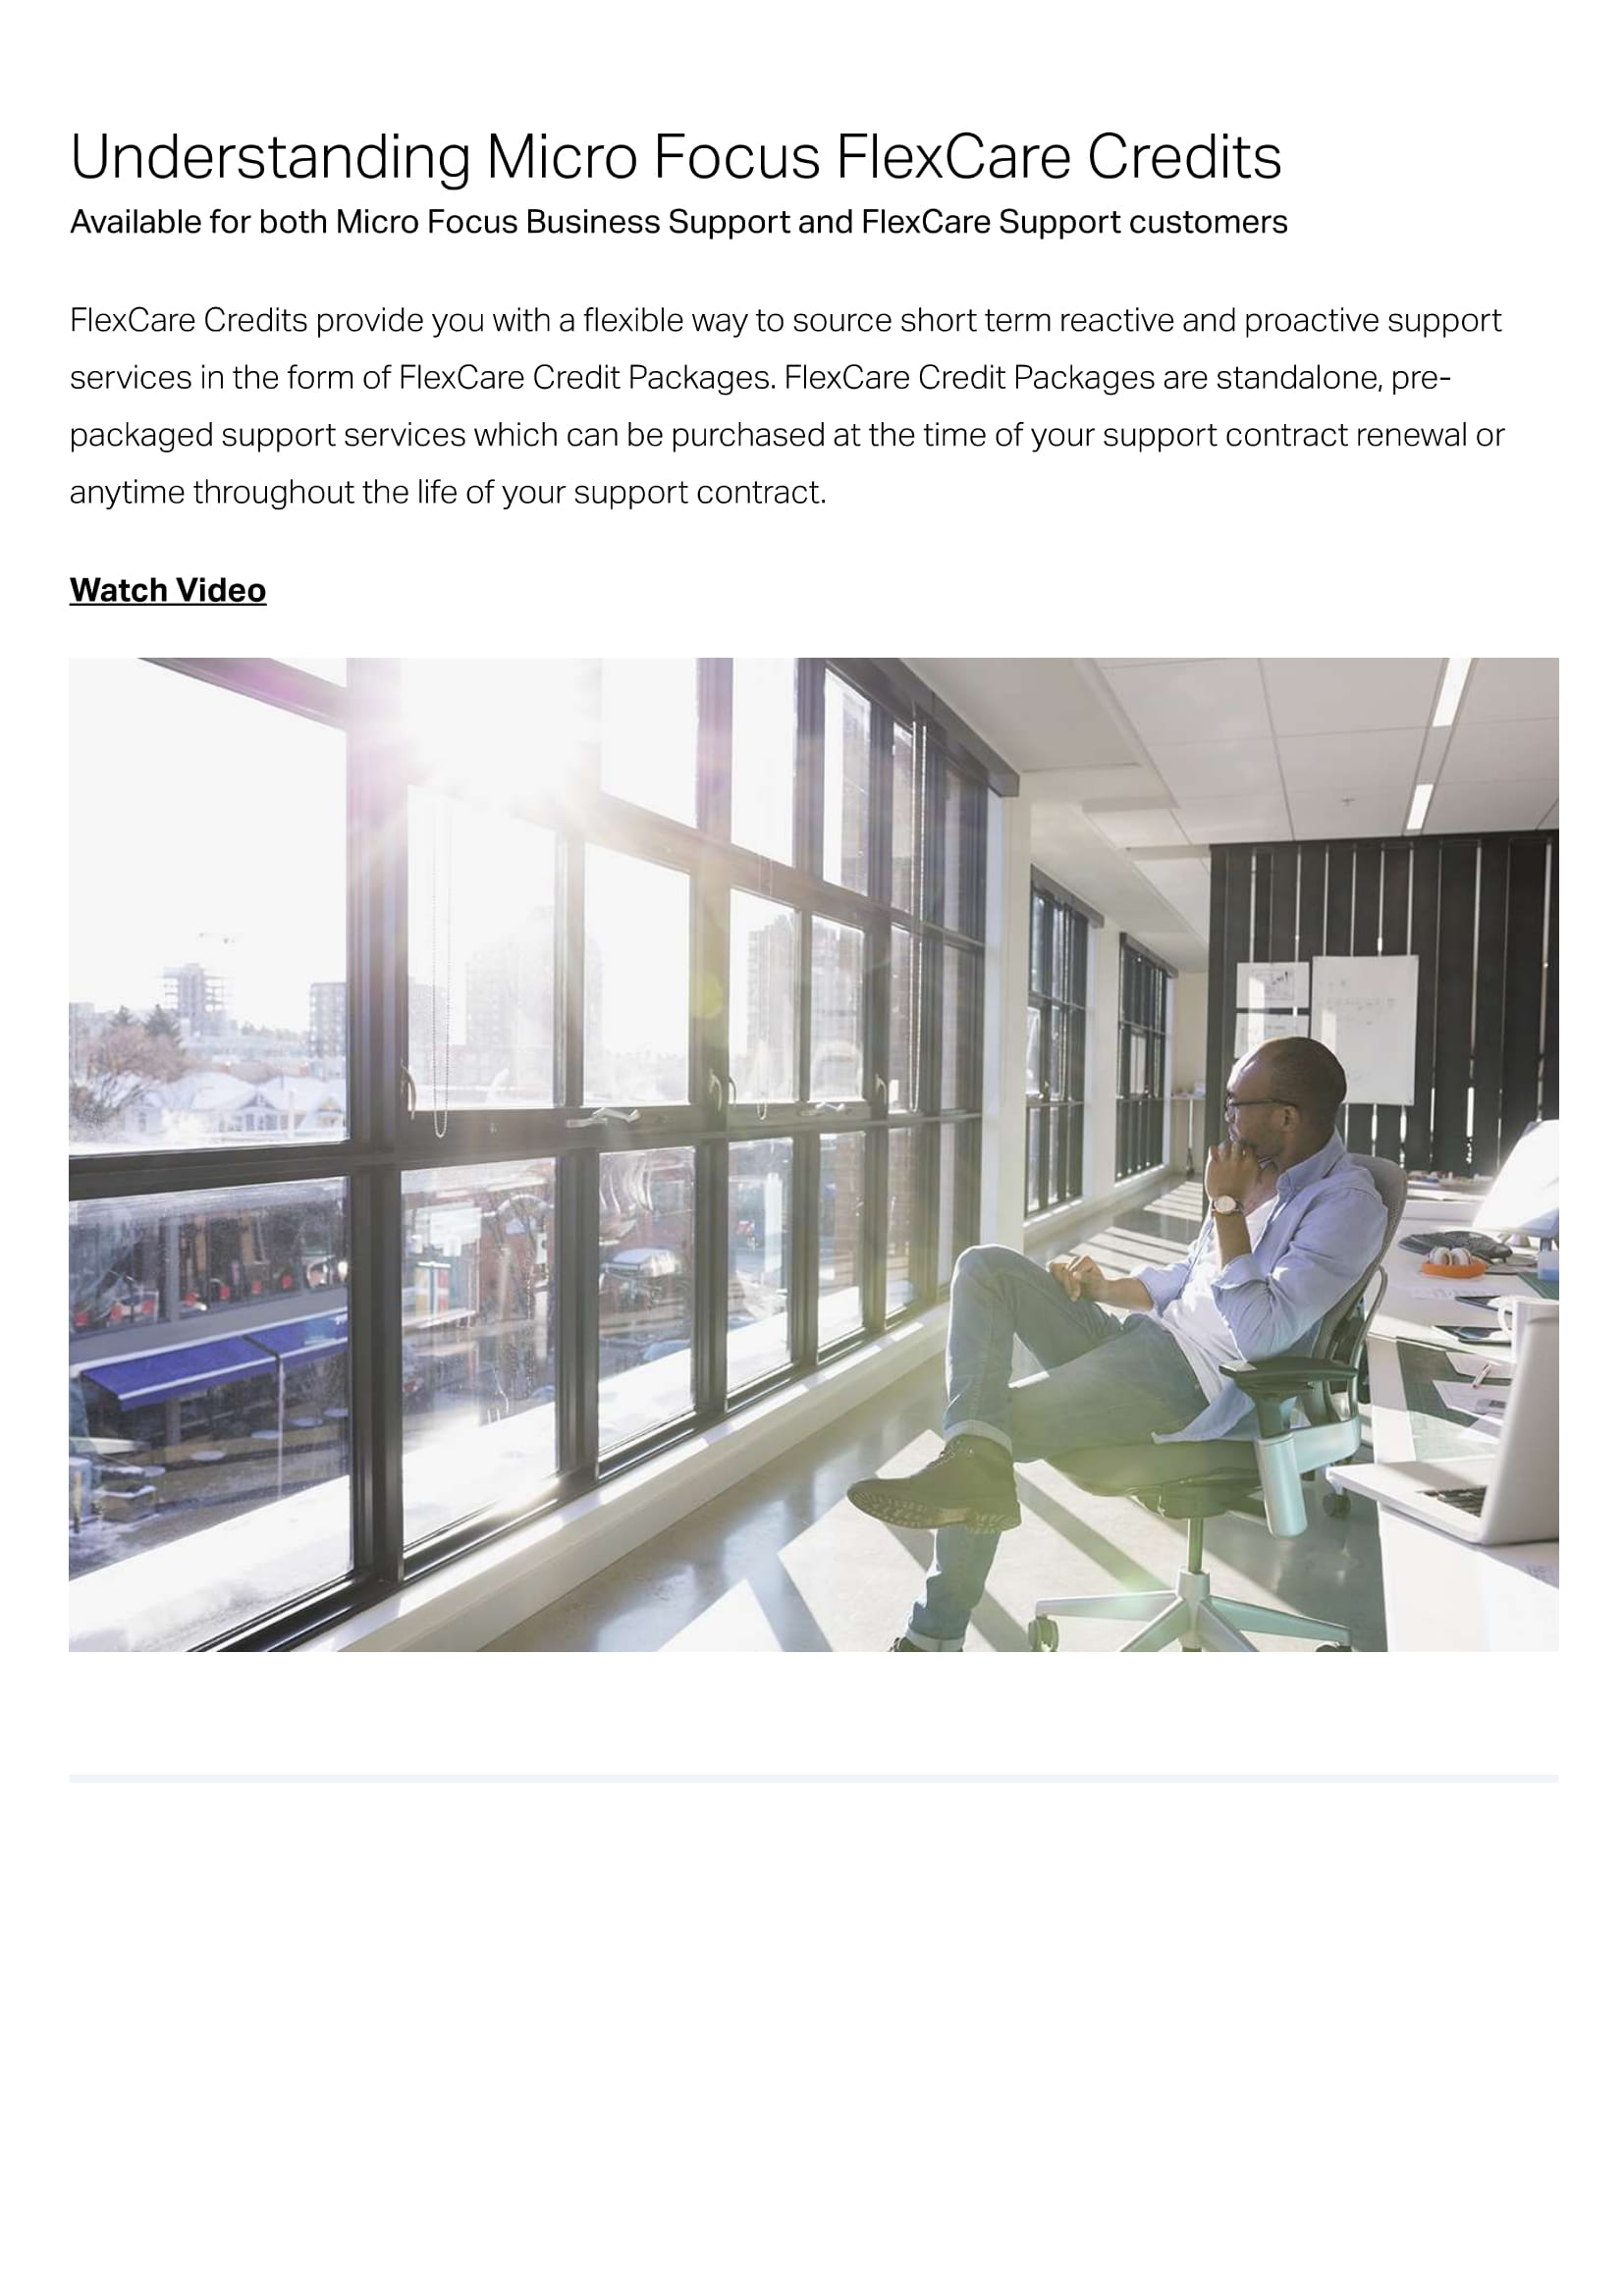 Understanding Micro Focus FlexCare Credits
Available for both Micro Focus Business Support and FlexCare Support customers
FlexCare Credits provide you with a flexible way to source short term reactive and proactive support
services in the form of FlexCare Credit Packages. FlexCare Credit Packages are standalone, pre-
packaged support services which can be purchased at the time of your support contract renewal or
anytime throughout the life of your support contract.
Watch Video